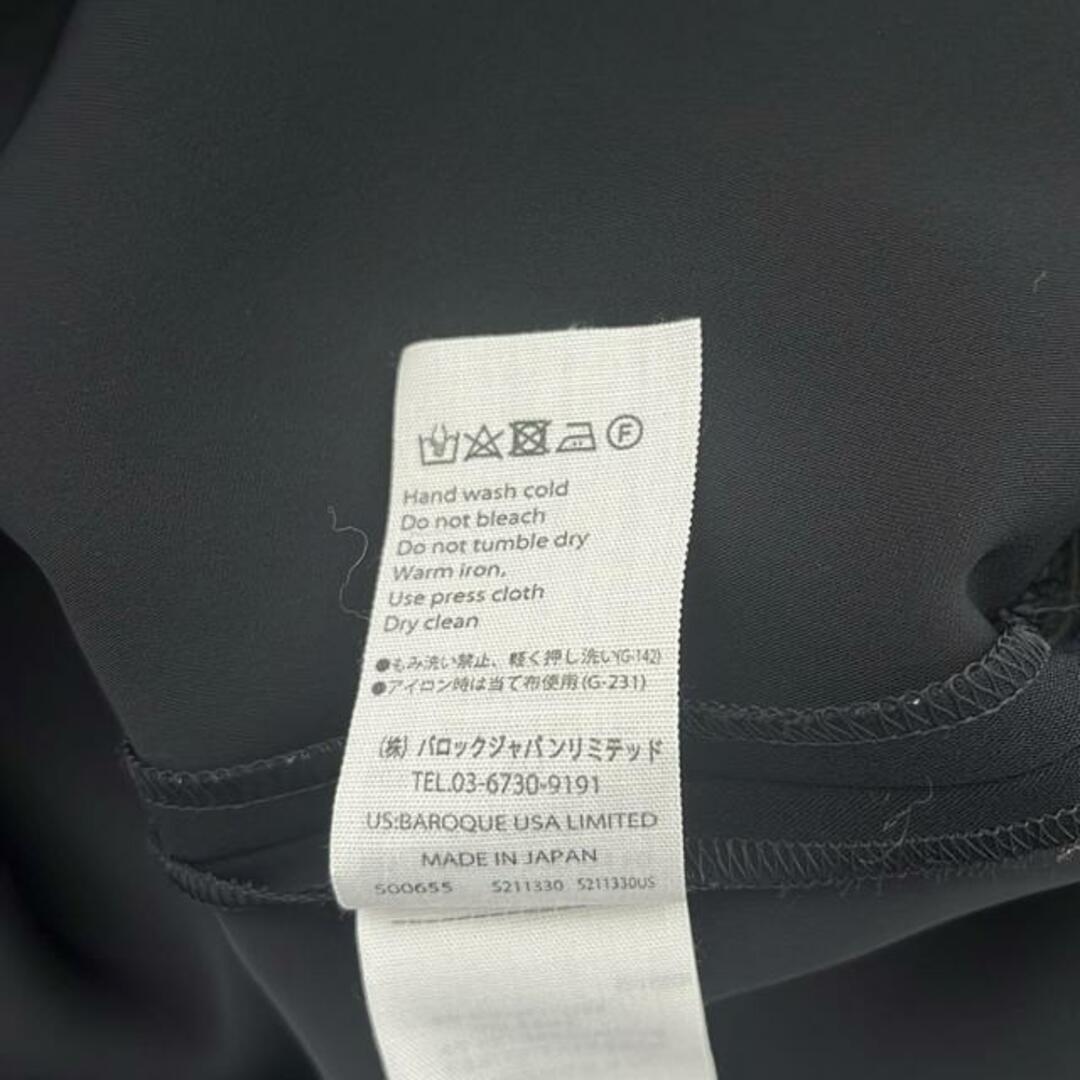 F
Hand wash cold
Do not bleach
Do not tumble dry
Warm iron,
Use press cloth
Dry clean
●もみ洗い禁止、軽く押し洗い(G-142)
●アイロン時は当て布使用(G-231)
(株) バロックジャパンリミテッド
TEL.03-6730-9191
US:BAROQUE USA LIMITED
MADE IN JAPAN
500655 5211330 5211330US